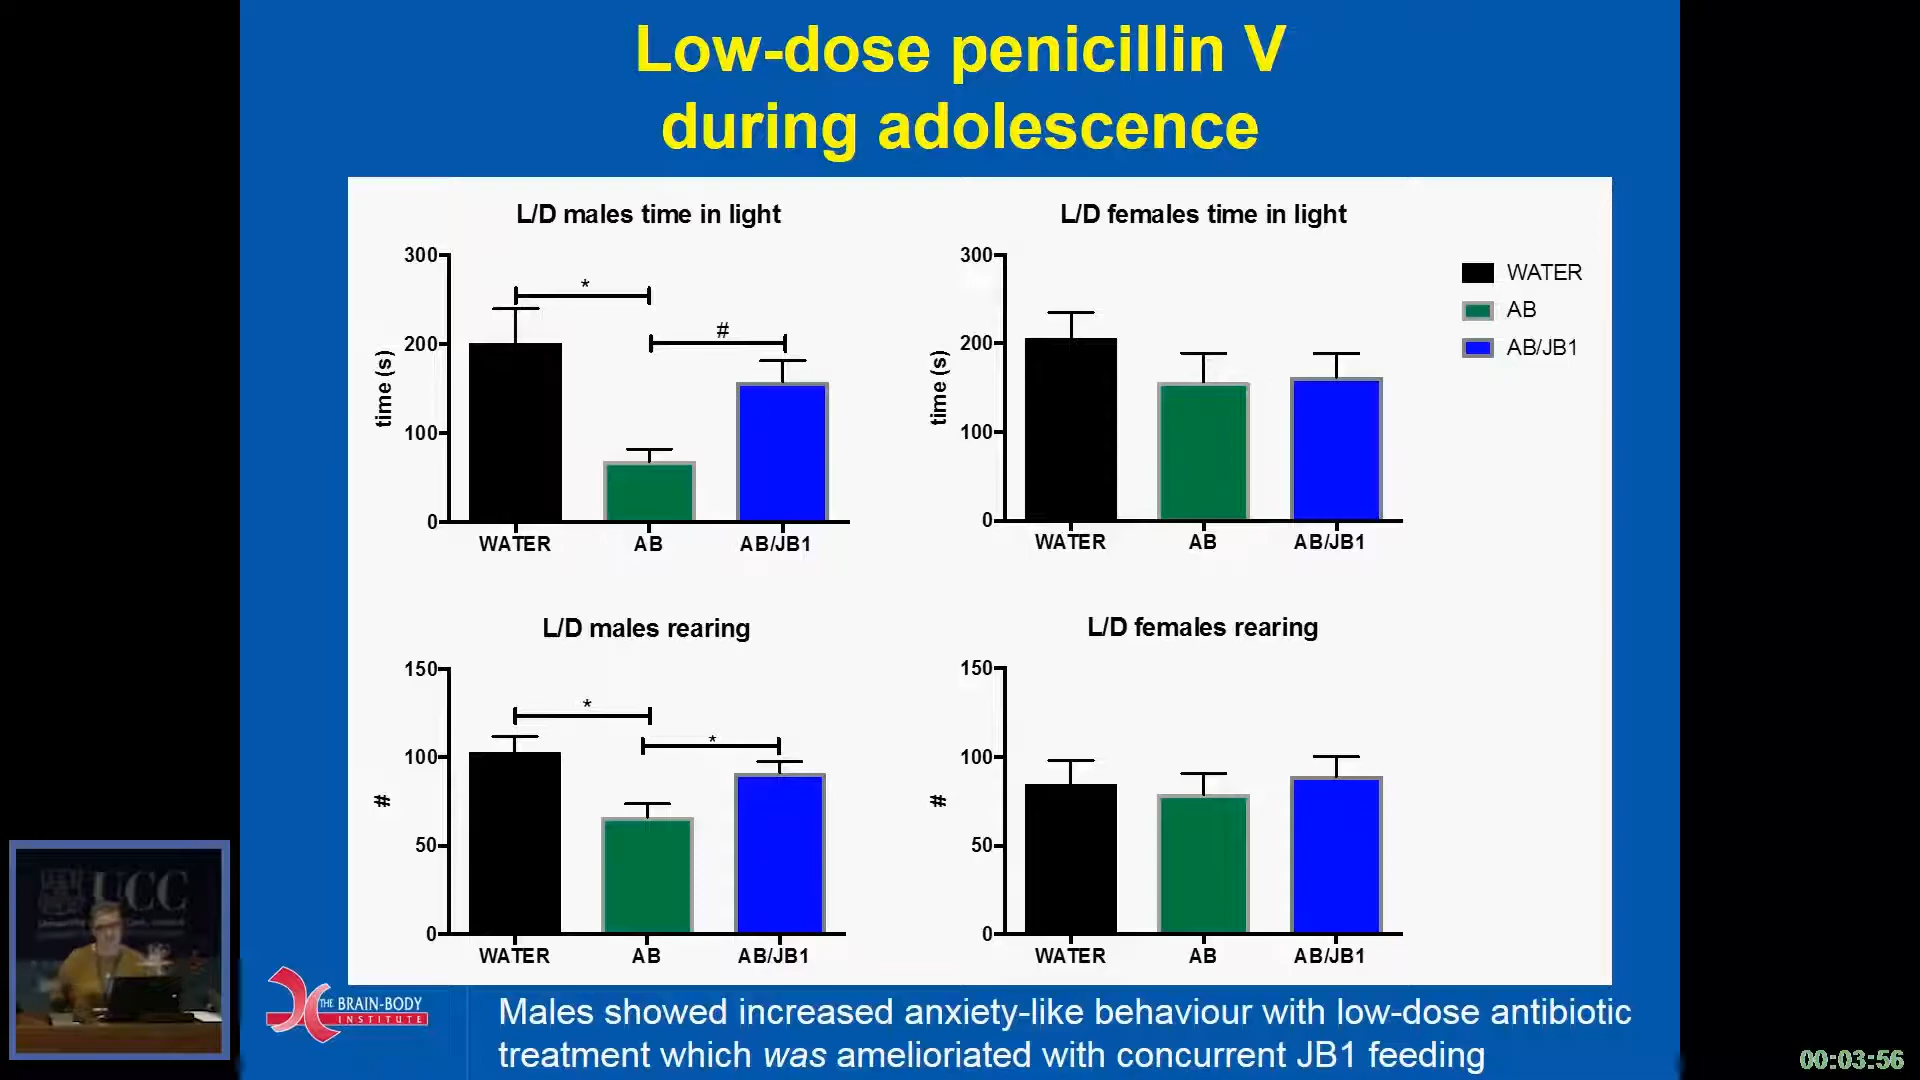 Low-dose penicillin V
during adolescence
L/D males time in light
300
200
100
0
time (s)
*
#
WATER
AB
AB/JB1
L/D females time in light
300
200
100
0
time (s)
WATER
AB
AB/JB1
WATER
AB
AB/JB1
L/D males rearing
150
100
50
0
#
*
*
WATER
AB
AB/JB1
L/D females rearing
150
100
50
0
#
WATER
AB
AB/JB1
UCC
THE BRAIN-BODY
INSTITUTE
Males showed increased anxiety-like behaviour with low-dose antibiotic
treatment which was amelioriated with concurrent JB1 feeding
00:03:56